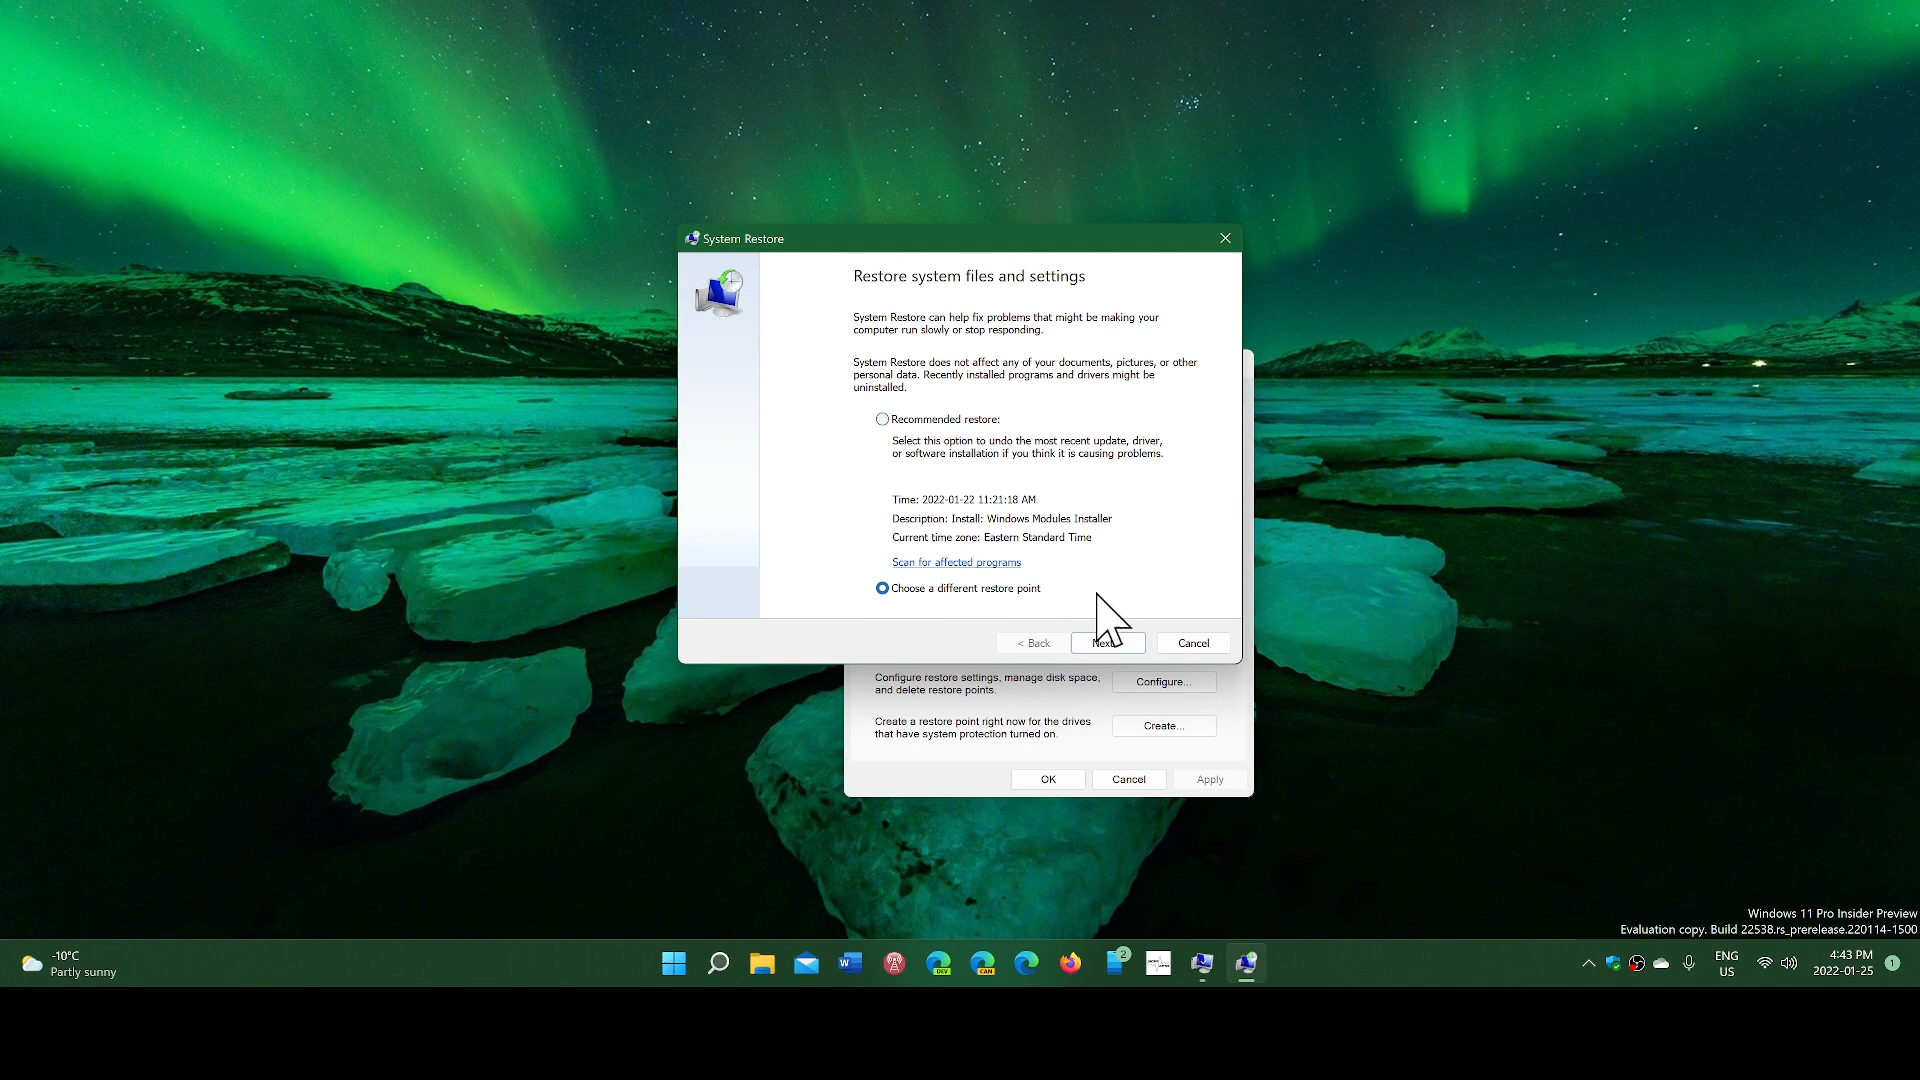 System Restore
Restore system files and settings
System Restore can help fix problems that might be making your
computer run slowly or stop responding.
System Restore does not affect any of your documents, pictures, or other
personal data. Recently installed programs and drivers might be
uninstalled.
Recommended restore:
Select this option to undo the most recent update, driver,
or software installation if you think it is causing problems.
Time: 2022-01-22 11:21:18 AM
Description: Install: Windows Modules Installer
Current time zone: Eastern Standard Time
Scan for affected programs
Choose a different restore point
< Back
Next
Cancel
Configure restore settings, manage disk space,
and delete restore points.
Configure...
Create a restore point right now for the drives
that have system protection turned on.
Create...
OK
Cancel
Apply
Windows 11 Pro Insider Preview
Evaluation copy. Build 22538.rs_prerelease.220114-1500
-10°C
Partly sunny
W
DEV
CAN
2
ENG
US
4:43 PM
2022-01-25
1